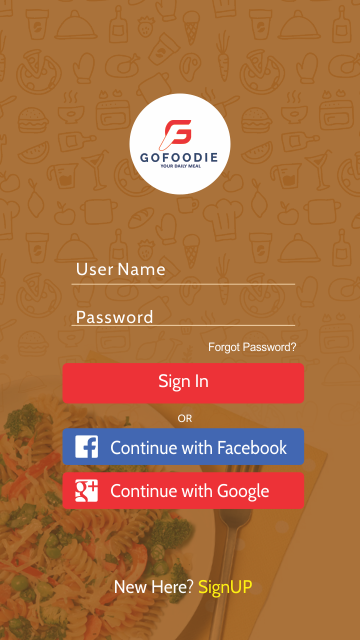 GOFOODIE
YOUR DAILY MEAL
User Name
Password
Forgot Password?
Sign In
OR
Continue with Facebook
Continue with Google
New Here? SignUP